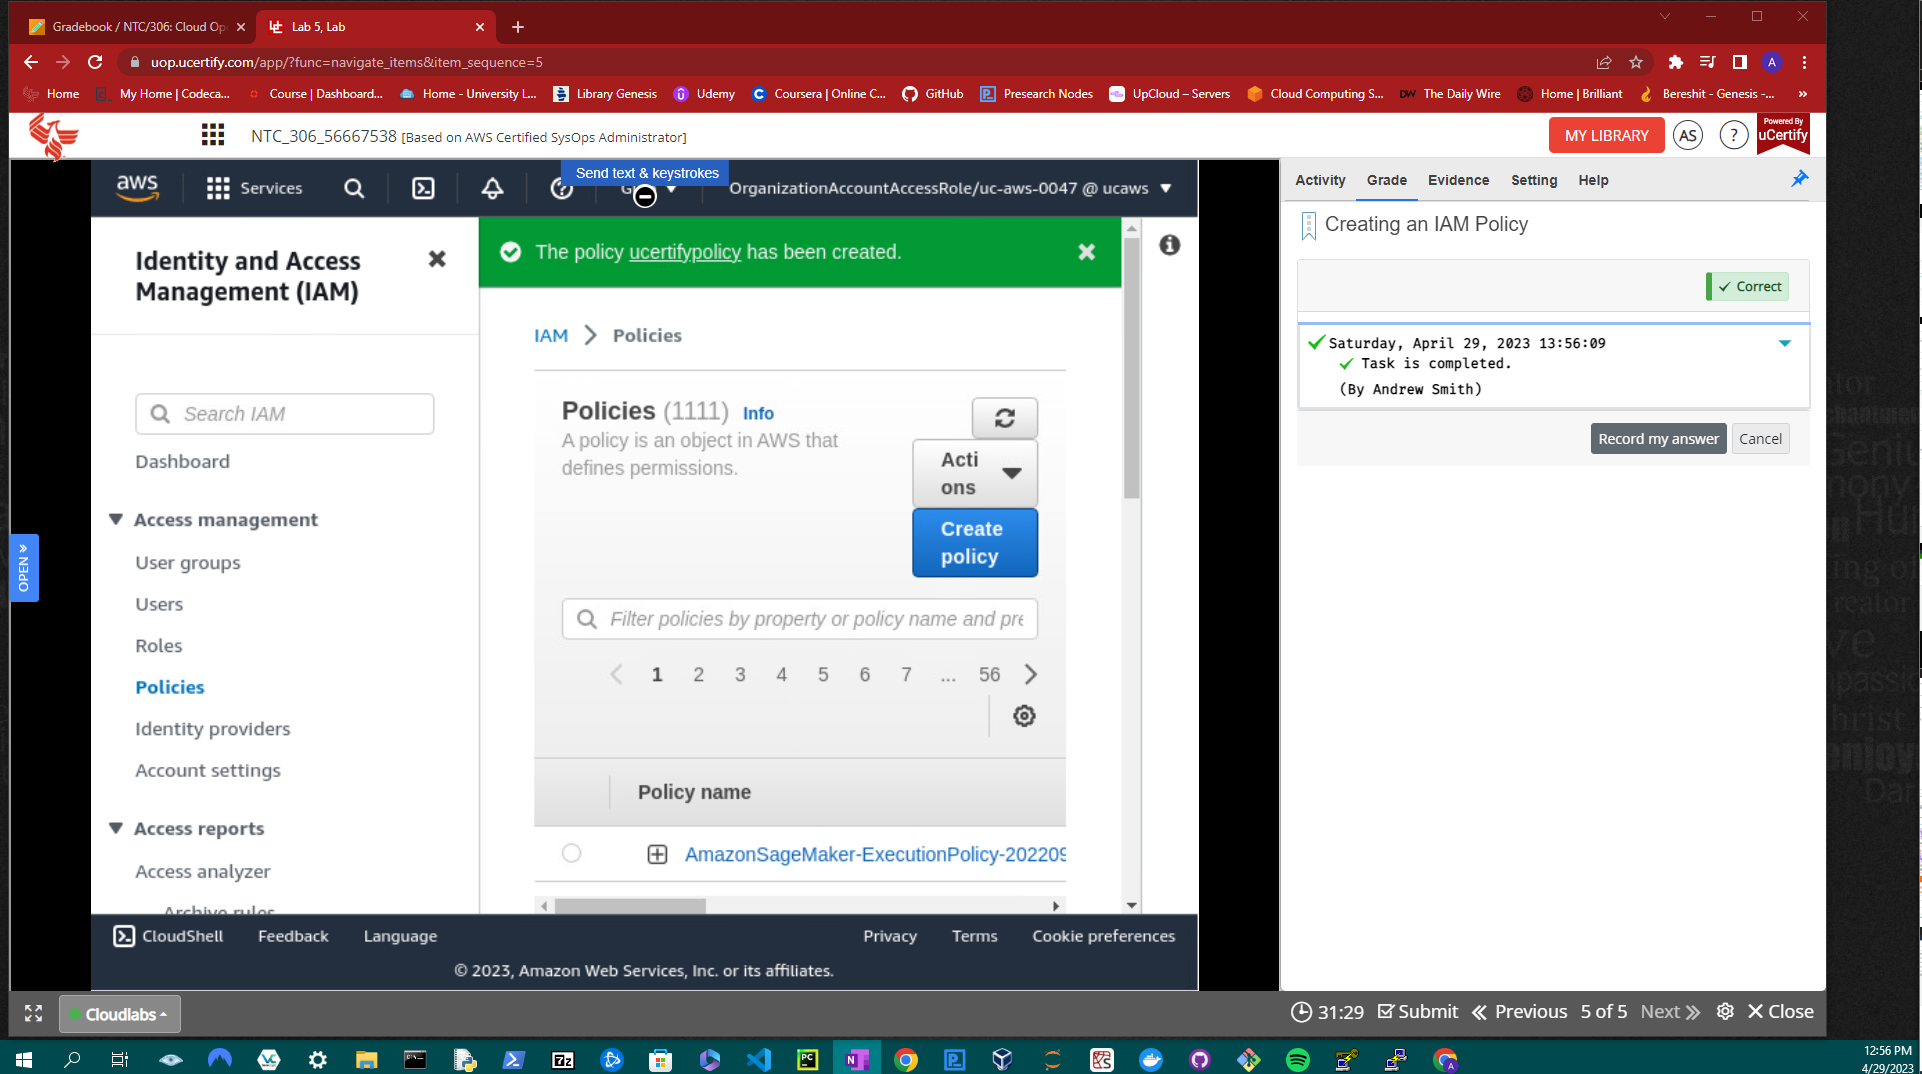 Gradebook / NTC/306: Cloud Op
Lab 5, Lab
uop.ucertify.com/app/?func=navigate_items&item_sequence=5
A
Home
My Home | Codeca...
Course | Dashboard...
Home - University L...
Library Genesis
Udemy
Coursera | Online C...
GitHub
Presearch Nodes
UpCloud – Servers
Cloud Computing S...
DW The Daily Wire
Home | Brilliant
Bereshit - Genesis -...
NTC_306_56667538 [Based on AWS Certified SysOps Administrator]
MY LIBRARY
AS
?
Powered By
uCertify
aws
Services
Send text & keystrokes
OrganizationAccountAccessRole/uc-aws-0047 @ ucaws
Identity and Access
Management (IAM)
Search IAM
Dashboard
Access management
User groups
Users
Roles
Policies
Identity providers
Account settings
Access reports
Access analyzer
Archive rules
OPEN
The policy ucertifypolicy has been created.
IAM > Policies
Policies (1111) Info
A policy is an object in AWS that
defines permissions.
Acti
ons
Create
policy
Filter policies by property or policy name and pre
1 2 3 4 5 6 7 ... 56
Policy name
AmazonSageMaker-ExecutionPolicy-202209
CloudShell
Feedback
Language
Privacy
Terms
Cookie preferences
© 2023, Amazon Web Services, Inc. or its affiliates.
Activity
Grade
Evidence
Setting
Help
Creating an IAM Policy
Correct
Saturday, April 29, 2023 13:56:09
Task is completed.
(By Andrew Smith)
Record my answer
Cancel
Cloudlabs
31:29
Submit
Previous
5 of 5
Next
Close
12:56 PM
4/29/2023